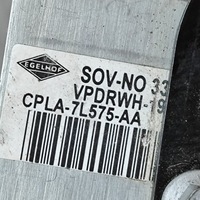 EGELHOF
SOV-NO 33
VPDRWH-19
CPLA-7L575-AA